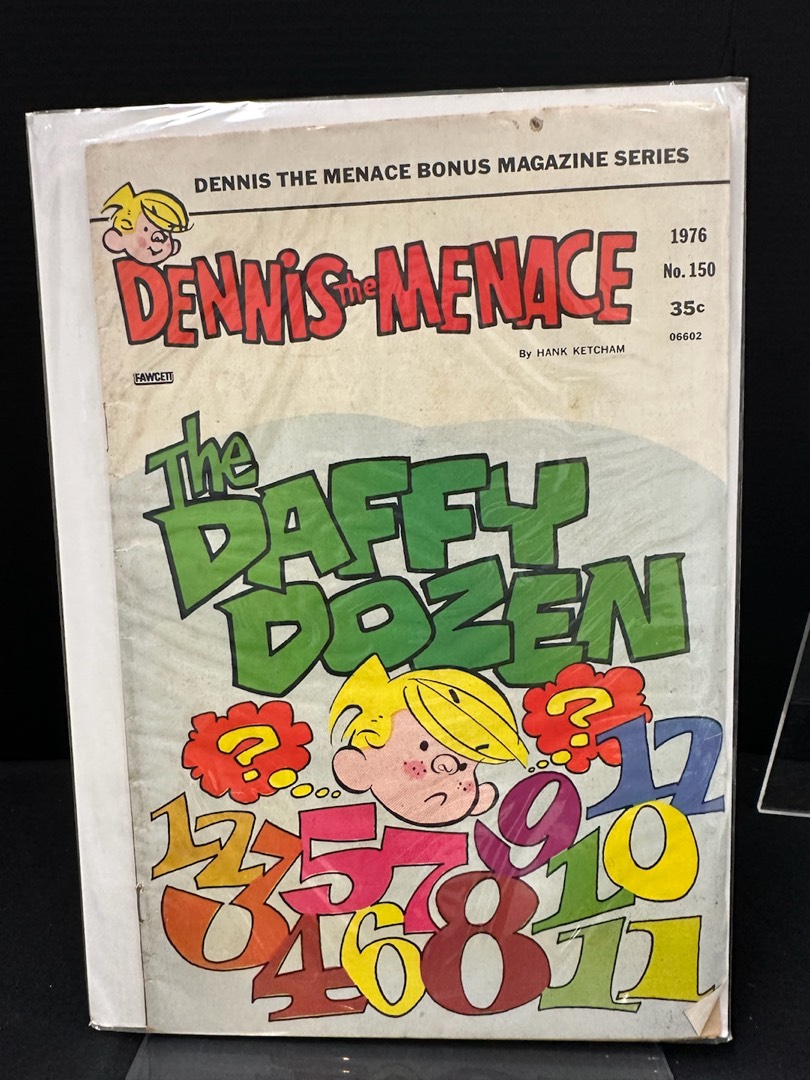 DENNIS THE MENACE BONUS MAGAZINE SERIES
DENNIS the MENACE
1976
No. 150
35c
06602
By HANK KETCHAM
FAWCETT
The
DAFFY
DOZEN
? ?
12
9
1 2 5 7 10
3
4 6 8 11